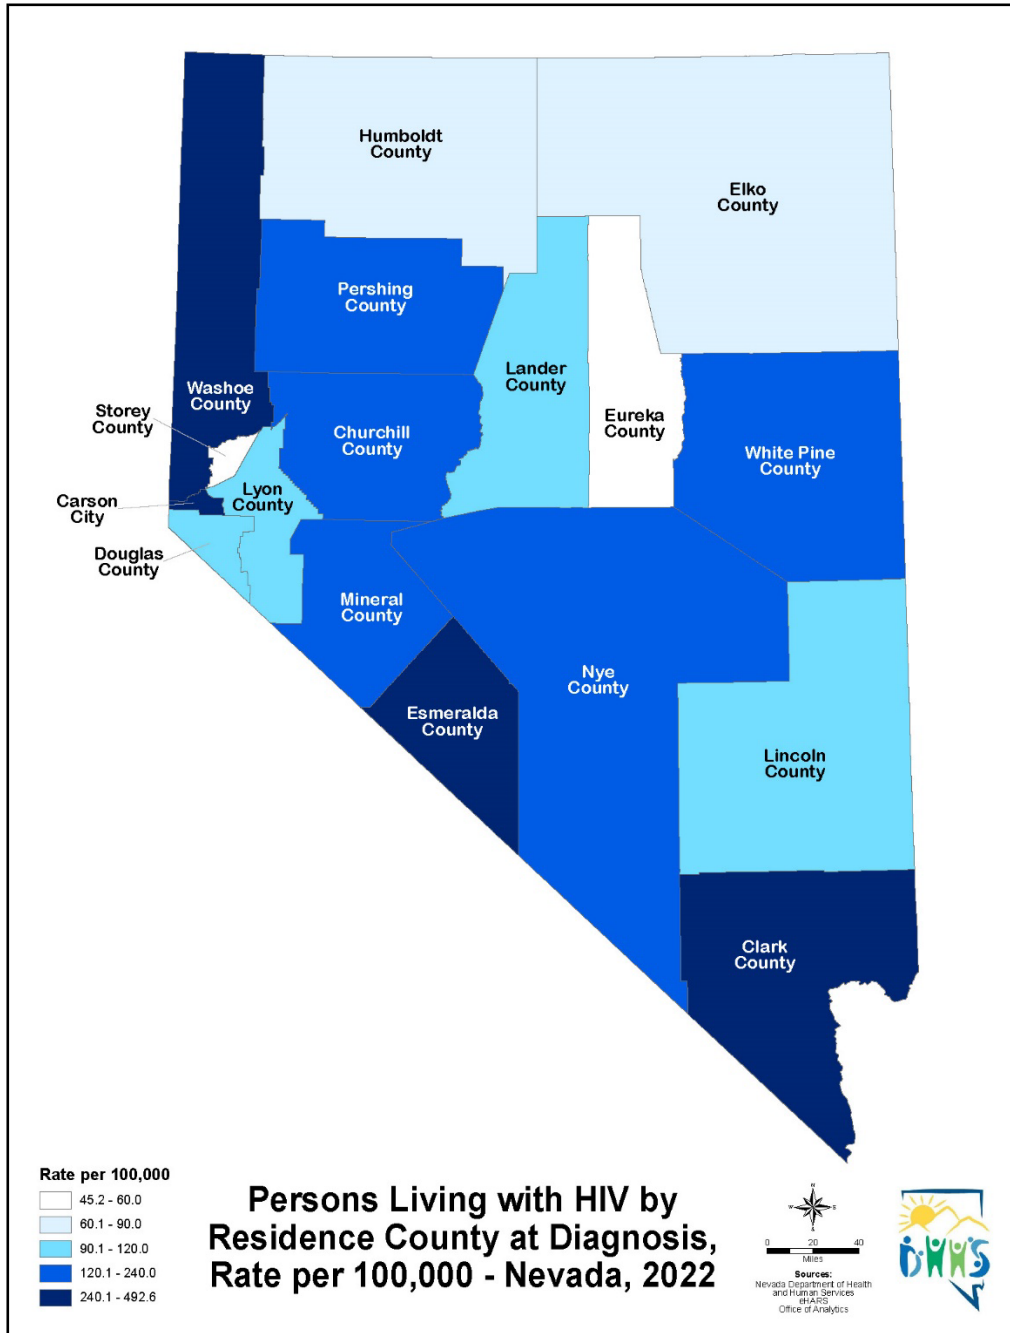 Humboldt
County
Elko
County
Pershing
County
Lander
County
Washoe
County
Storey
County
Eureka
County
Churchill
County
White Pine
County
Lyon
County
Carson
City
Douglas
County
Mineral
County
Nye
County
Esmeralda
County
Lincoln
County
Clark
County
Rate per 100,000
45.2 - 60.0
60.1 - 90.0
90.1 - 120.0
120.1 - 240.0
240.1 - 492.6
Persons Living with HIV by
Residence County at Diagnosis,
Rate per 100,000 - Nevada, 2022
N
W E
S
0 20 40
Miles
Sources:
Nevada Department of Health
and Human Services
eHARS
Office of Analytics
DHHS